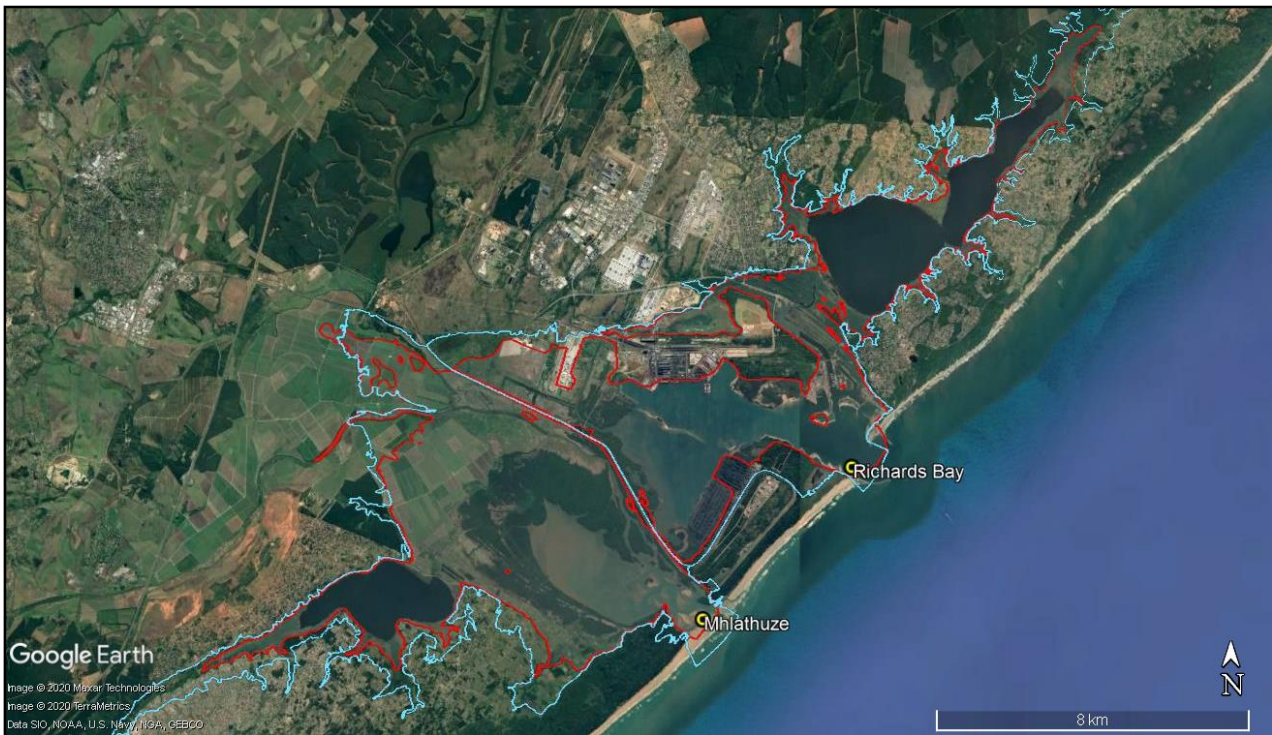 Richards Bay
Mhlathuze
Google Earth
Image © 2020 Maxar Technologies
Image © 2020 TerraMetrics
Data SIO, NOAA, U.S. Navy, NGA, GEBCO
N
8 km